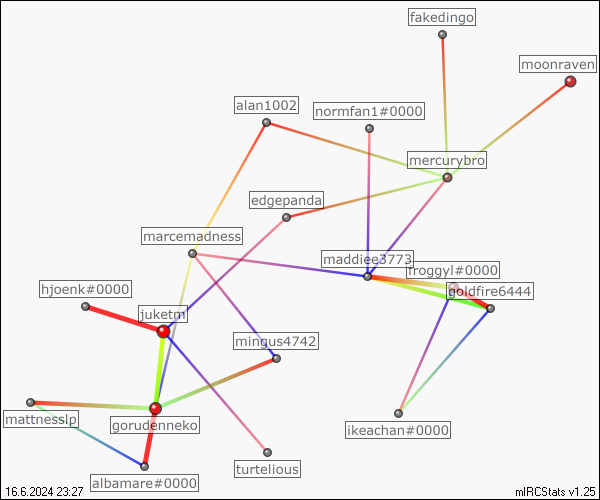 fakedingo
moonraven
alan1002
normfan1#0000
mercurybro
edgepanda
marcemadness
maddiee3773
froggyl#0000
goldfire6444
hjoenk#0000
juketm
mingus4742
mattnesslp
gorudenneko
ikeachan#0000
turtelious
albamare#0000
16.6.2024 23:27
mIRCStats v1.25